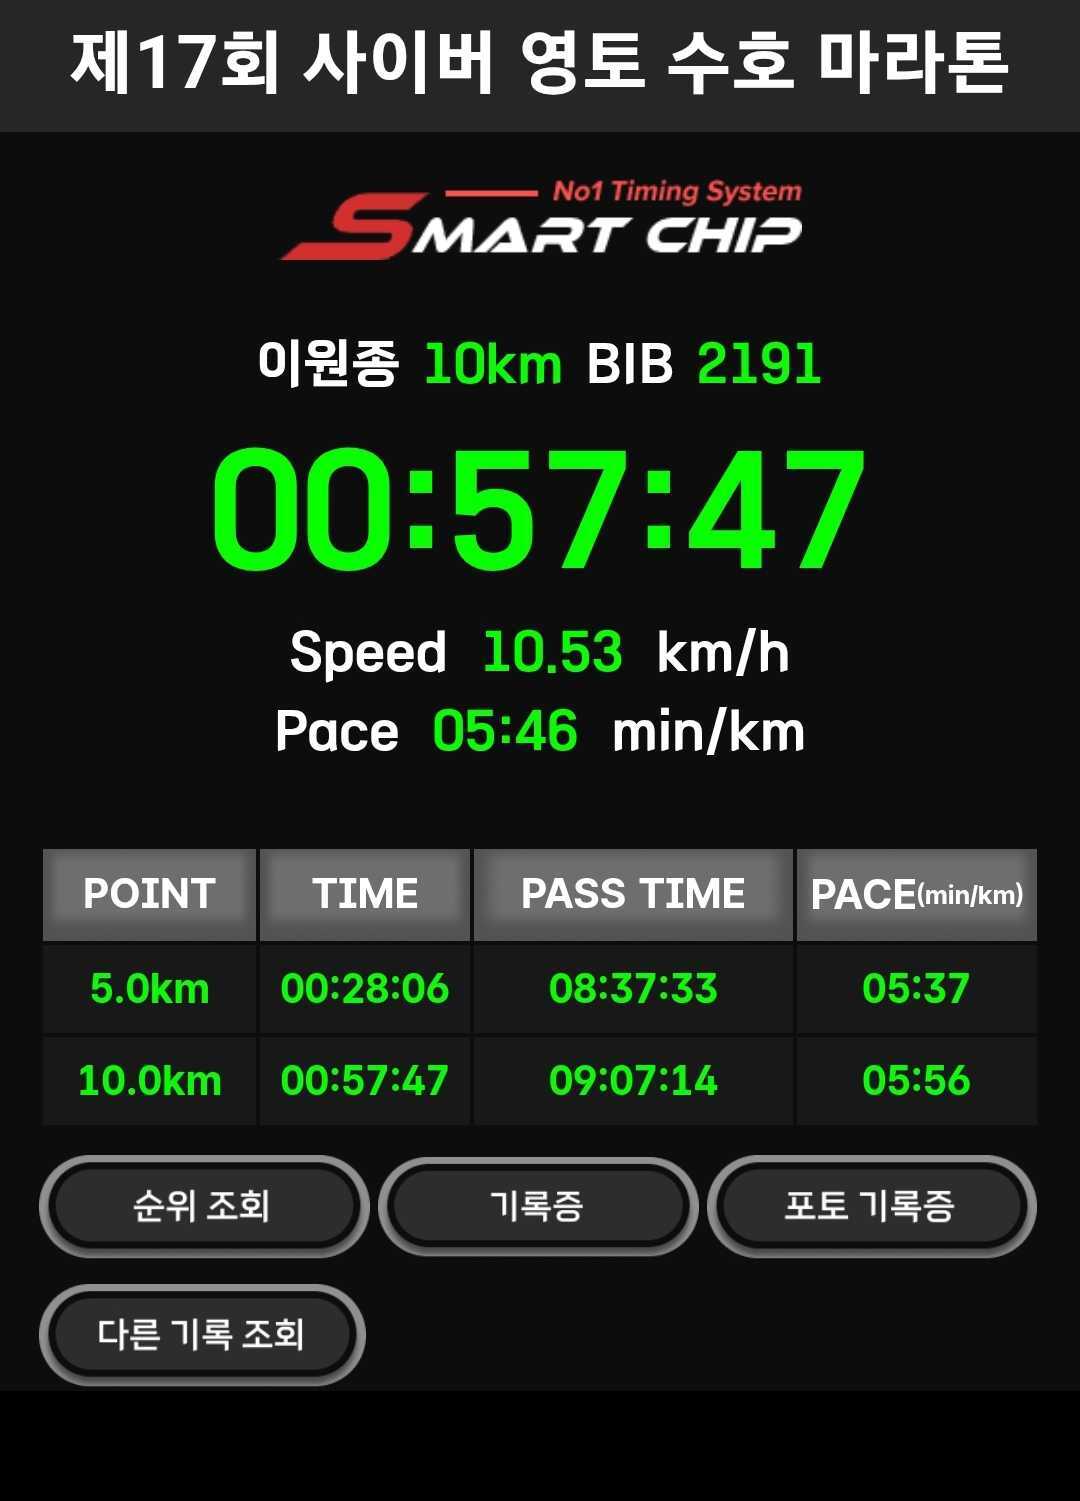 제17회 사이버 영토 수호 마라톤
No1 Timing System
SMART CHIP
이원종 10km BIB 2191
00:57:47
Speed 10.53 km/h
Pace 05:46 min/km
POINT TIME PASS TIME PACE(min/km)
5.0km 00:28:06 08:37:33 05:37
10.0km 00:57:47 09:07:14 05:56
순위 조회 기록증 포토 기록증
다른 기록 조회